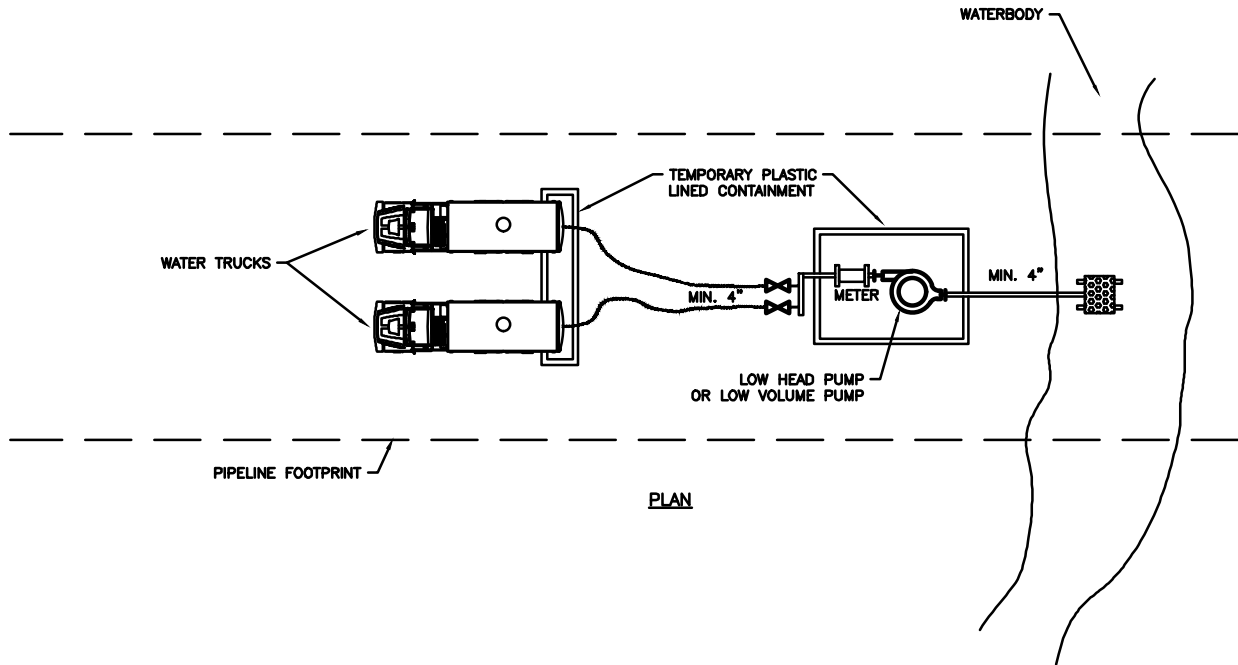 WATERBODY
TEMPORARY PLASTIC
LINED CONTAINMENT
WATER TRUCKS
MIN. 4"
METER
MIN. 4"
LOW HEAD PUMP
OR LOW VOLUME PUMP
PIPELINE FOOTPRINT
PLAN